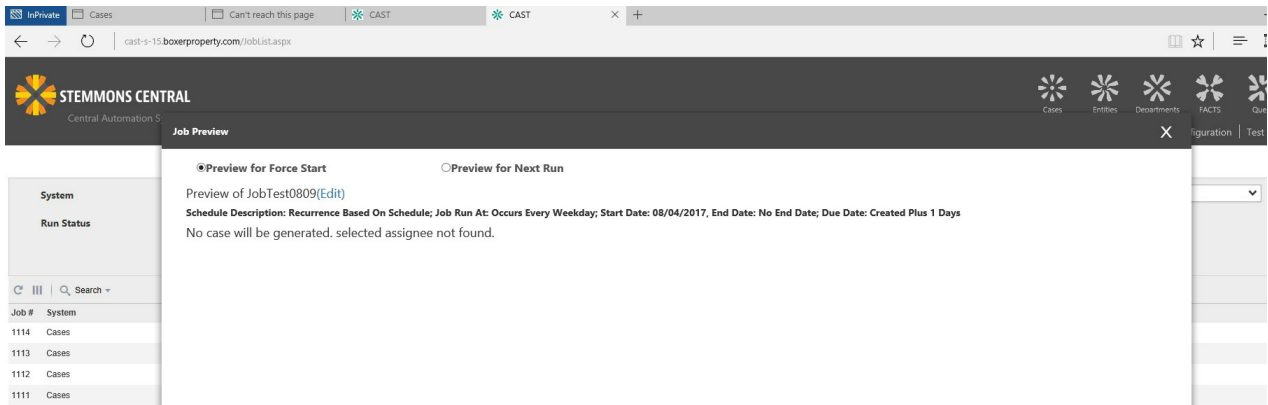 InPrivate Cases Can't reach this page CAST CAST
cast-s-15.boxerproperty.com/JobList.aspx
STEMMONS CENTRAL
Central Automation S
Cases Entities Departments FACTS Que
Job Preview X
figuration | Test
Preview for Force Start Preview for Next Run
Preview of JobTest0809(Edit)
System
Schedule Description: Recurrence Based On Schedule; Job Run At: Occurs Every Weekday; Start Date: 08/04/2017, End Date: No End Date; Due Date: Created Plus 1 Days
Run Status
No case will be generated. selected assignee not found.
Search
Job # System
1114 Cases
1113 Cases
1112 Cases
1111 Cases